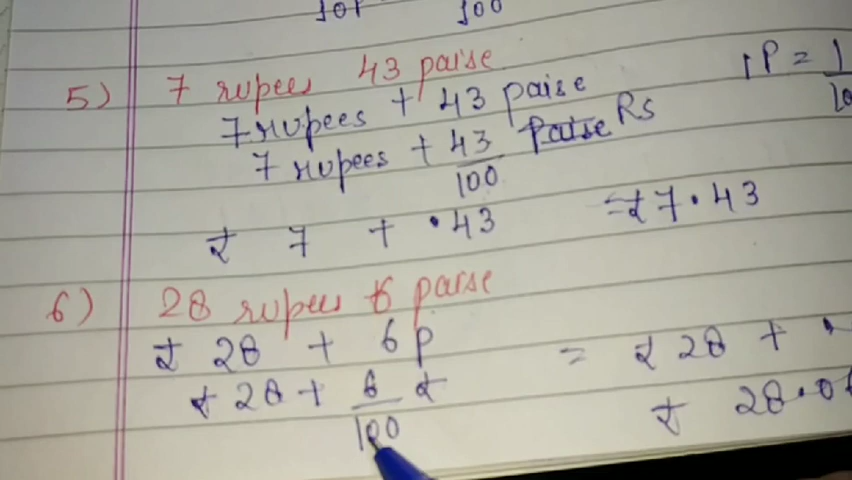 100
5) 7 rupees 43 paise
7 rupees + 43 paise
1P = 1
7 rupees + 43/100 Rs
₹ 7 + .43 = ₹ 7.43
6) 28 rupees 6 paise
₹ 28 + 6p = ₹ 28 +
₹ 28 + 6/100 ₹
₹ 28.0